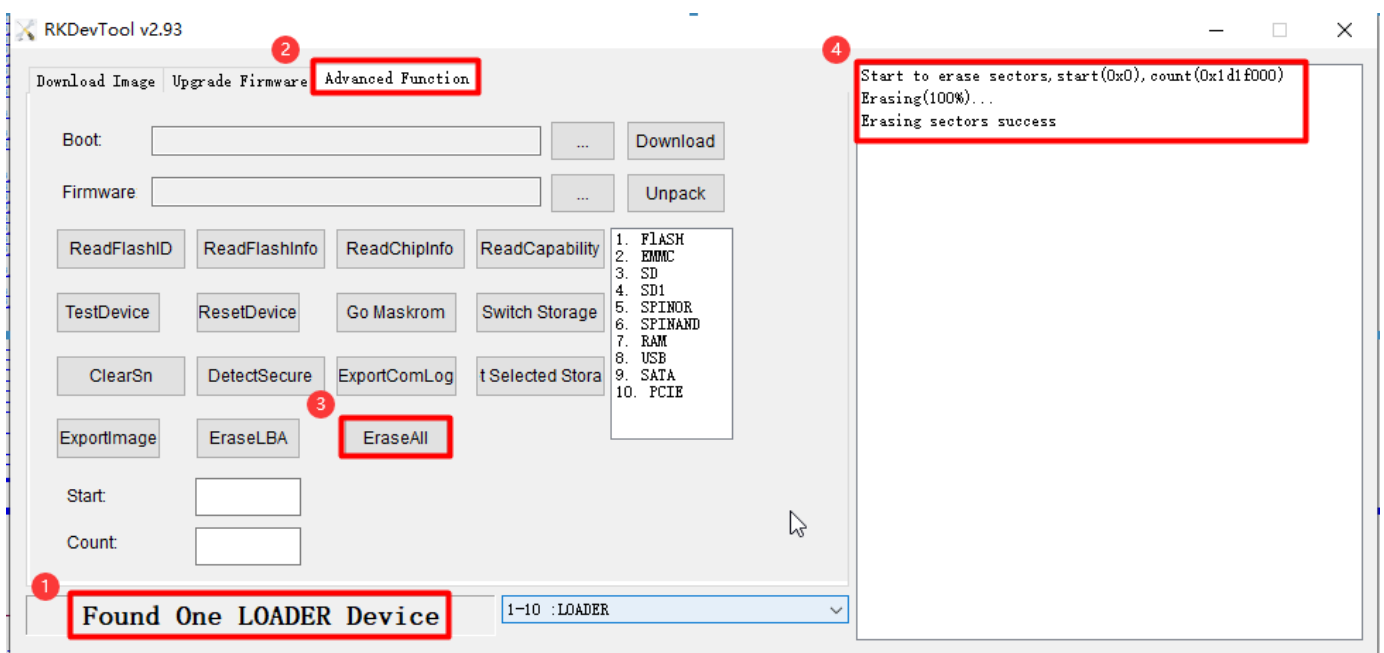 RKDevTool v2.93
2
4
Download Image Upgrade Firmware Advanced Function
Boot: ... Download
Firmware ... Unpack
ReadFlashID ReadFlashInfo ReadChipInfo ReadCapability
TestDevice ResetDevice Go Maskrom Switch Storage
ClearSn DetectSecure ExportComLog t Selected Stora
3
ExportImage EraseLBA EraseAll
1. FlASH
2. EMMC
3. SD
4. SD1
5. SPINOR
6. SPINAND
7. RAM
8. USB
9. SATA
10. PCIE
Start:
Count:
1
Found One LOADER Device
1-10 :LOADER
Start to erase sectors,start(0x0),count(0x1d1f000)
Erasing(100%)...
Erasing sectors success